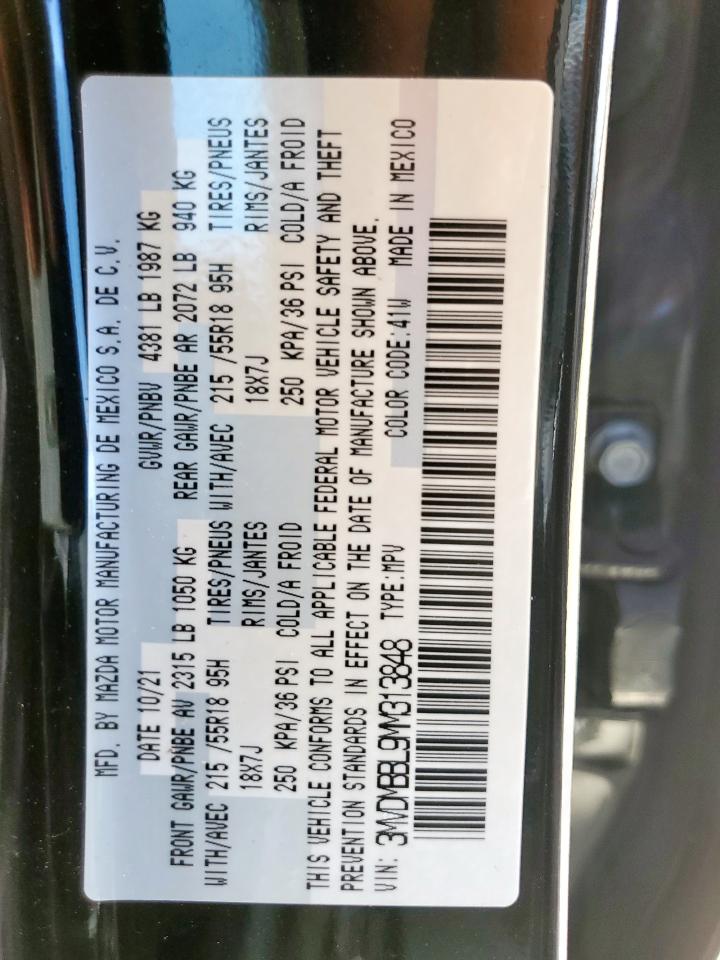 MFD. BY MAZDA MOTOR MANUFACTURING DE MEXICO S.A. DE C.V.
DATE 10/21 GVWR/PNBV 4381 LB 1987 KG
FRONT GAWR/PNBE AV 2315 LB 1050 KG REAR GAWR/PNBE AR 2072 LB 940 KG
WITH/AVEC 215 /55R18 95H TIRES/PNEUS WITH/AVEC 215 /55R18 95H TIRES/PNEUS
18X7J RIMS/JANTES 18X7J RIMS/JANTES
250 KPA/36 PSI COLD/A FROID 250 KPA/36 PSI COLD/A FROID
THIS VEHICLE CONFORMS TO ALL APPLICABLE FEDERAL MOTOR VEHICLE SAFETY AND THEFT
PREVENTION STANDARDS IN EFFECT ON THE DATE OF MANUFACTURE SHOWN ABOVE.
VIN: 3MVDMBBL9MM313848 TYPE:MPV COLOR CODE:41W MADE IN MEXICO